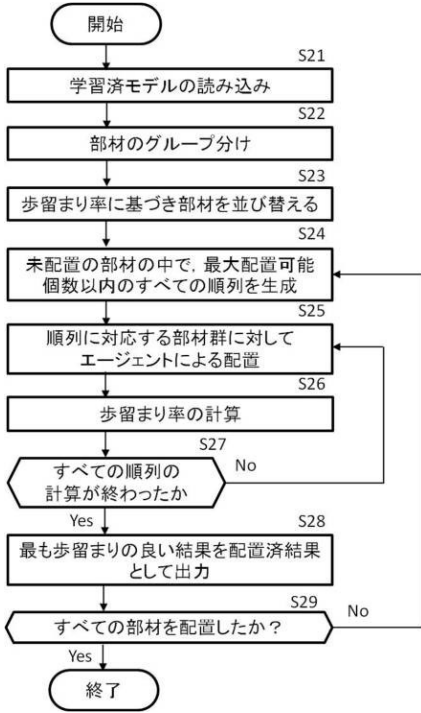 開始
S21
学習済モデルの読み込み
S22
部材のグループ分け
S23
歩留まり率に基づき部材を並び替える
S24
未配置の部材の中で,最大配置可能
個数以内のすべての順列を生成
S25
順列に対応する部材群に対して
エージェントによる配置
S26
歩留まり率の計算
S27
すべての順列の
計算が終わったか
No
Yes
S28
最も歩留まりの良い結果を配置済結果
として出力
S29
すべての部材を配置したか?
No
Yes
終了